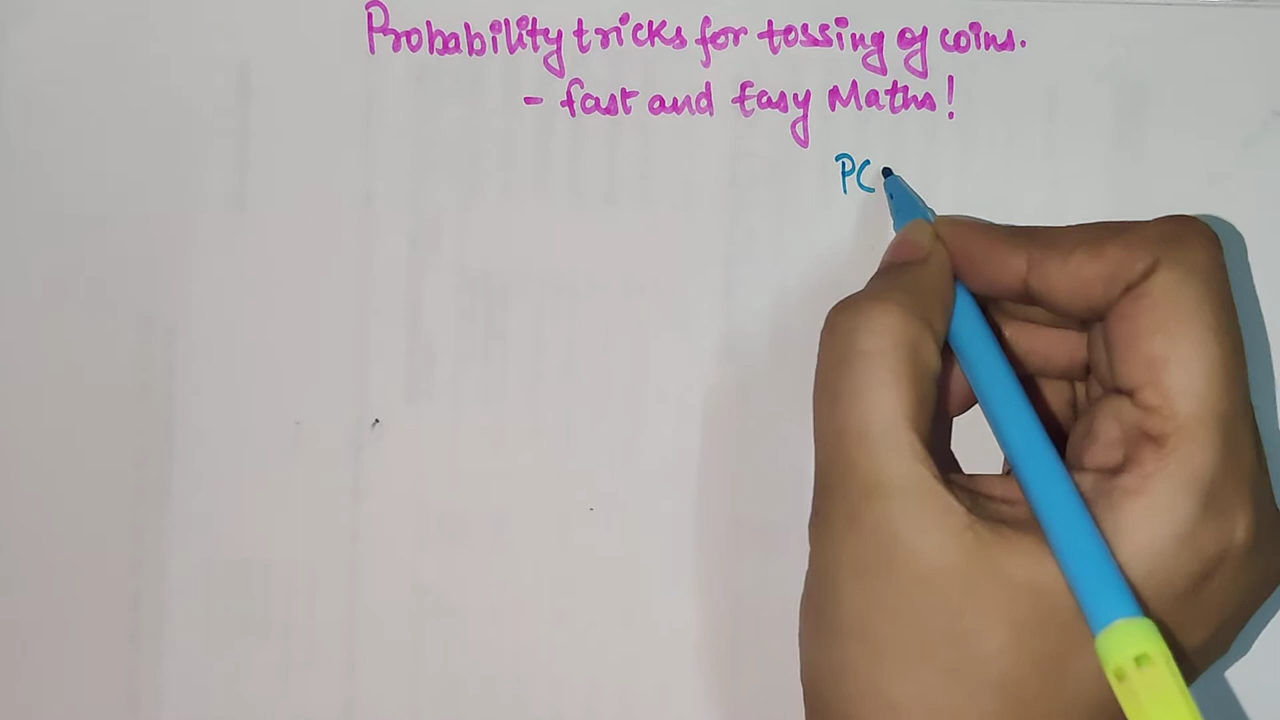 Probability tricks for tossing of coins.
- fast and Easy Maths!
PC